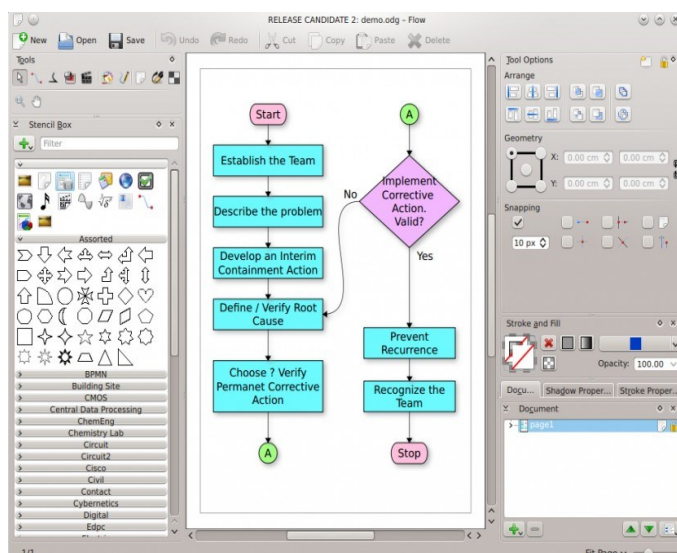 RELEASE CANDIDATE 2: demo.odg – Flow
New Open Save Undo Redo Cut Copy Paste Delete
Tools
Stencil Box
Filter
Assorted
BPMN
Building Site
CMOS
Central Data Processing
ChemEng
Chemistry Lab
Circuit
Circuit2
Cisco
Civil
Contact
Cybernetics
Digital
Edpc
1/1
Start
Establish the Team
Describe the problem
Develop an Interim
Containment Action
Define / Verify Root
Cause
Choose ? Verify
Permanet Corrective
Action
A
A
Implement
Corrective
Action.
Valid?
No
Yes
Prevent
Recurrence
Recognize the
Team
Stop
Tool Options
Arrange
Geometry
X: 0.00 cm 0.00 cm
Y: 0.00 cm 0.00 cm
Snapping
10 px
Stroke and Fill
Opacity: 100.00
Docu... Shadow Proper... Stroke Proper...
Document
page1
Fit Page